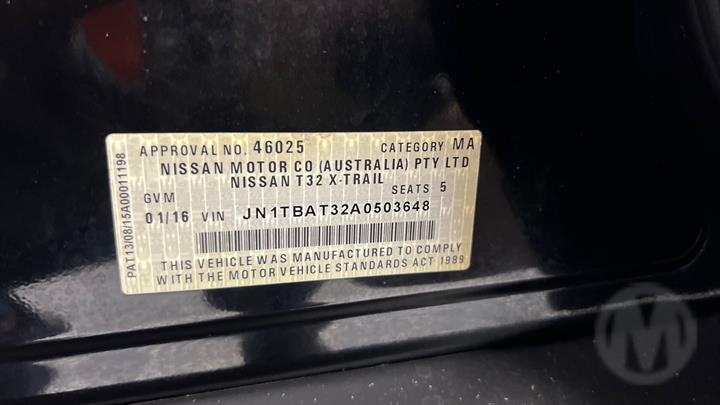 APPROVAL NO. 46025 CATEGORY MA
NISSAN MOTOR CO (AUSTRALIA) PTY LTD
NISSAN T32 X-TRAIL
GVM SEATS 5
01/16 VIN JN1TBAT32A0503648
THIS VEHICLE WAS MANUFACTURED TO COMPLY
WITH THE MOTOR VEHICLE STANDARDS ACT 1989
PAT13/08/15A00011198
M